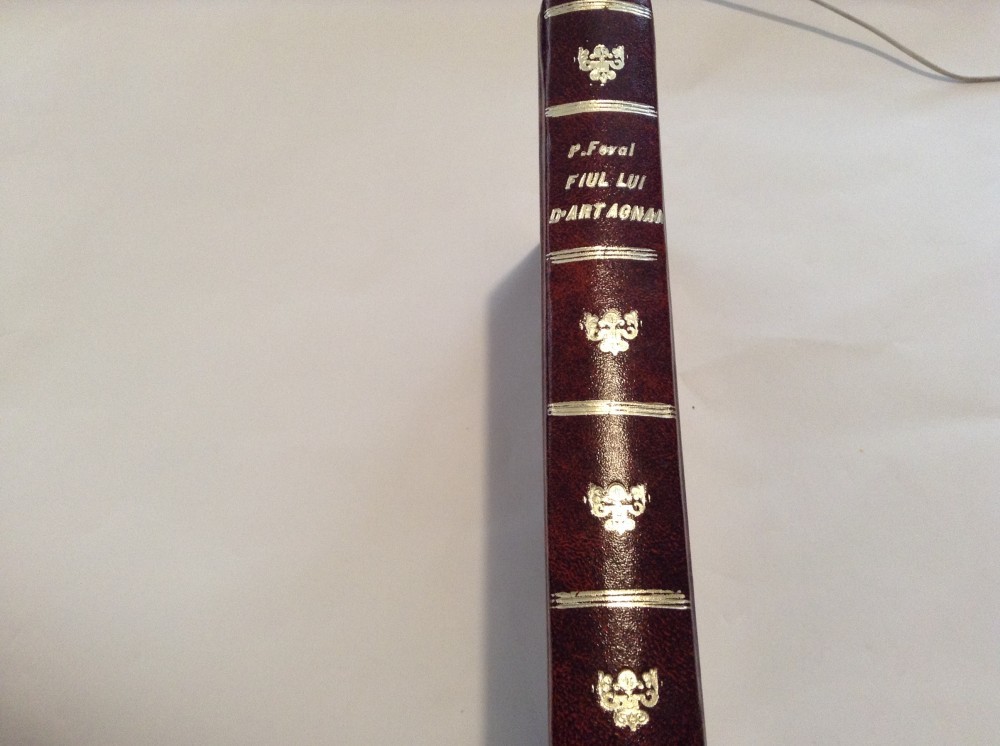 P. Feval
FIUL LUI
D'ARTAGNAN